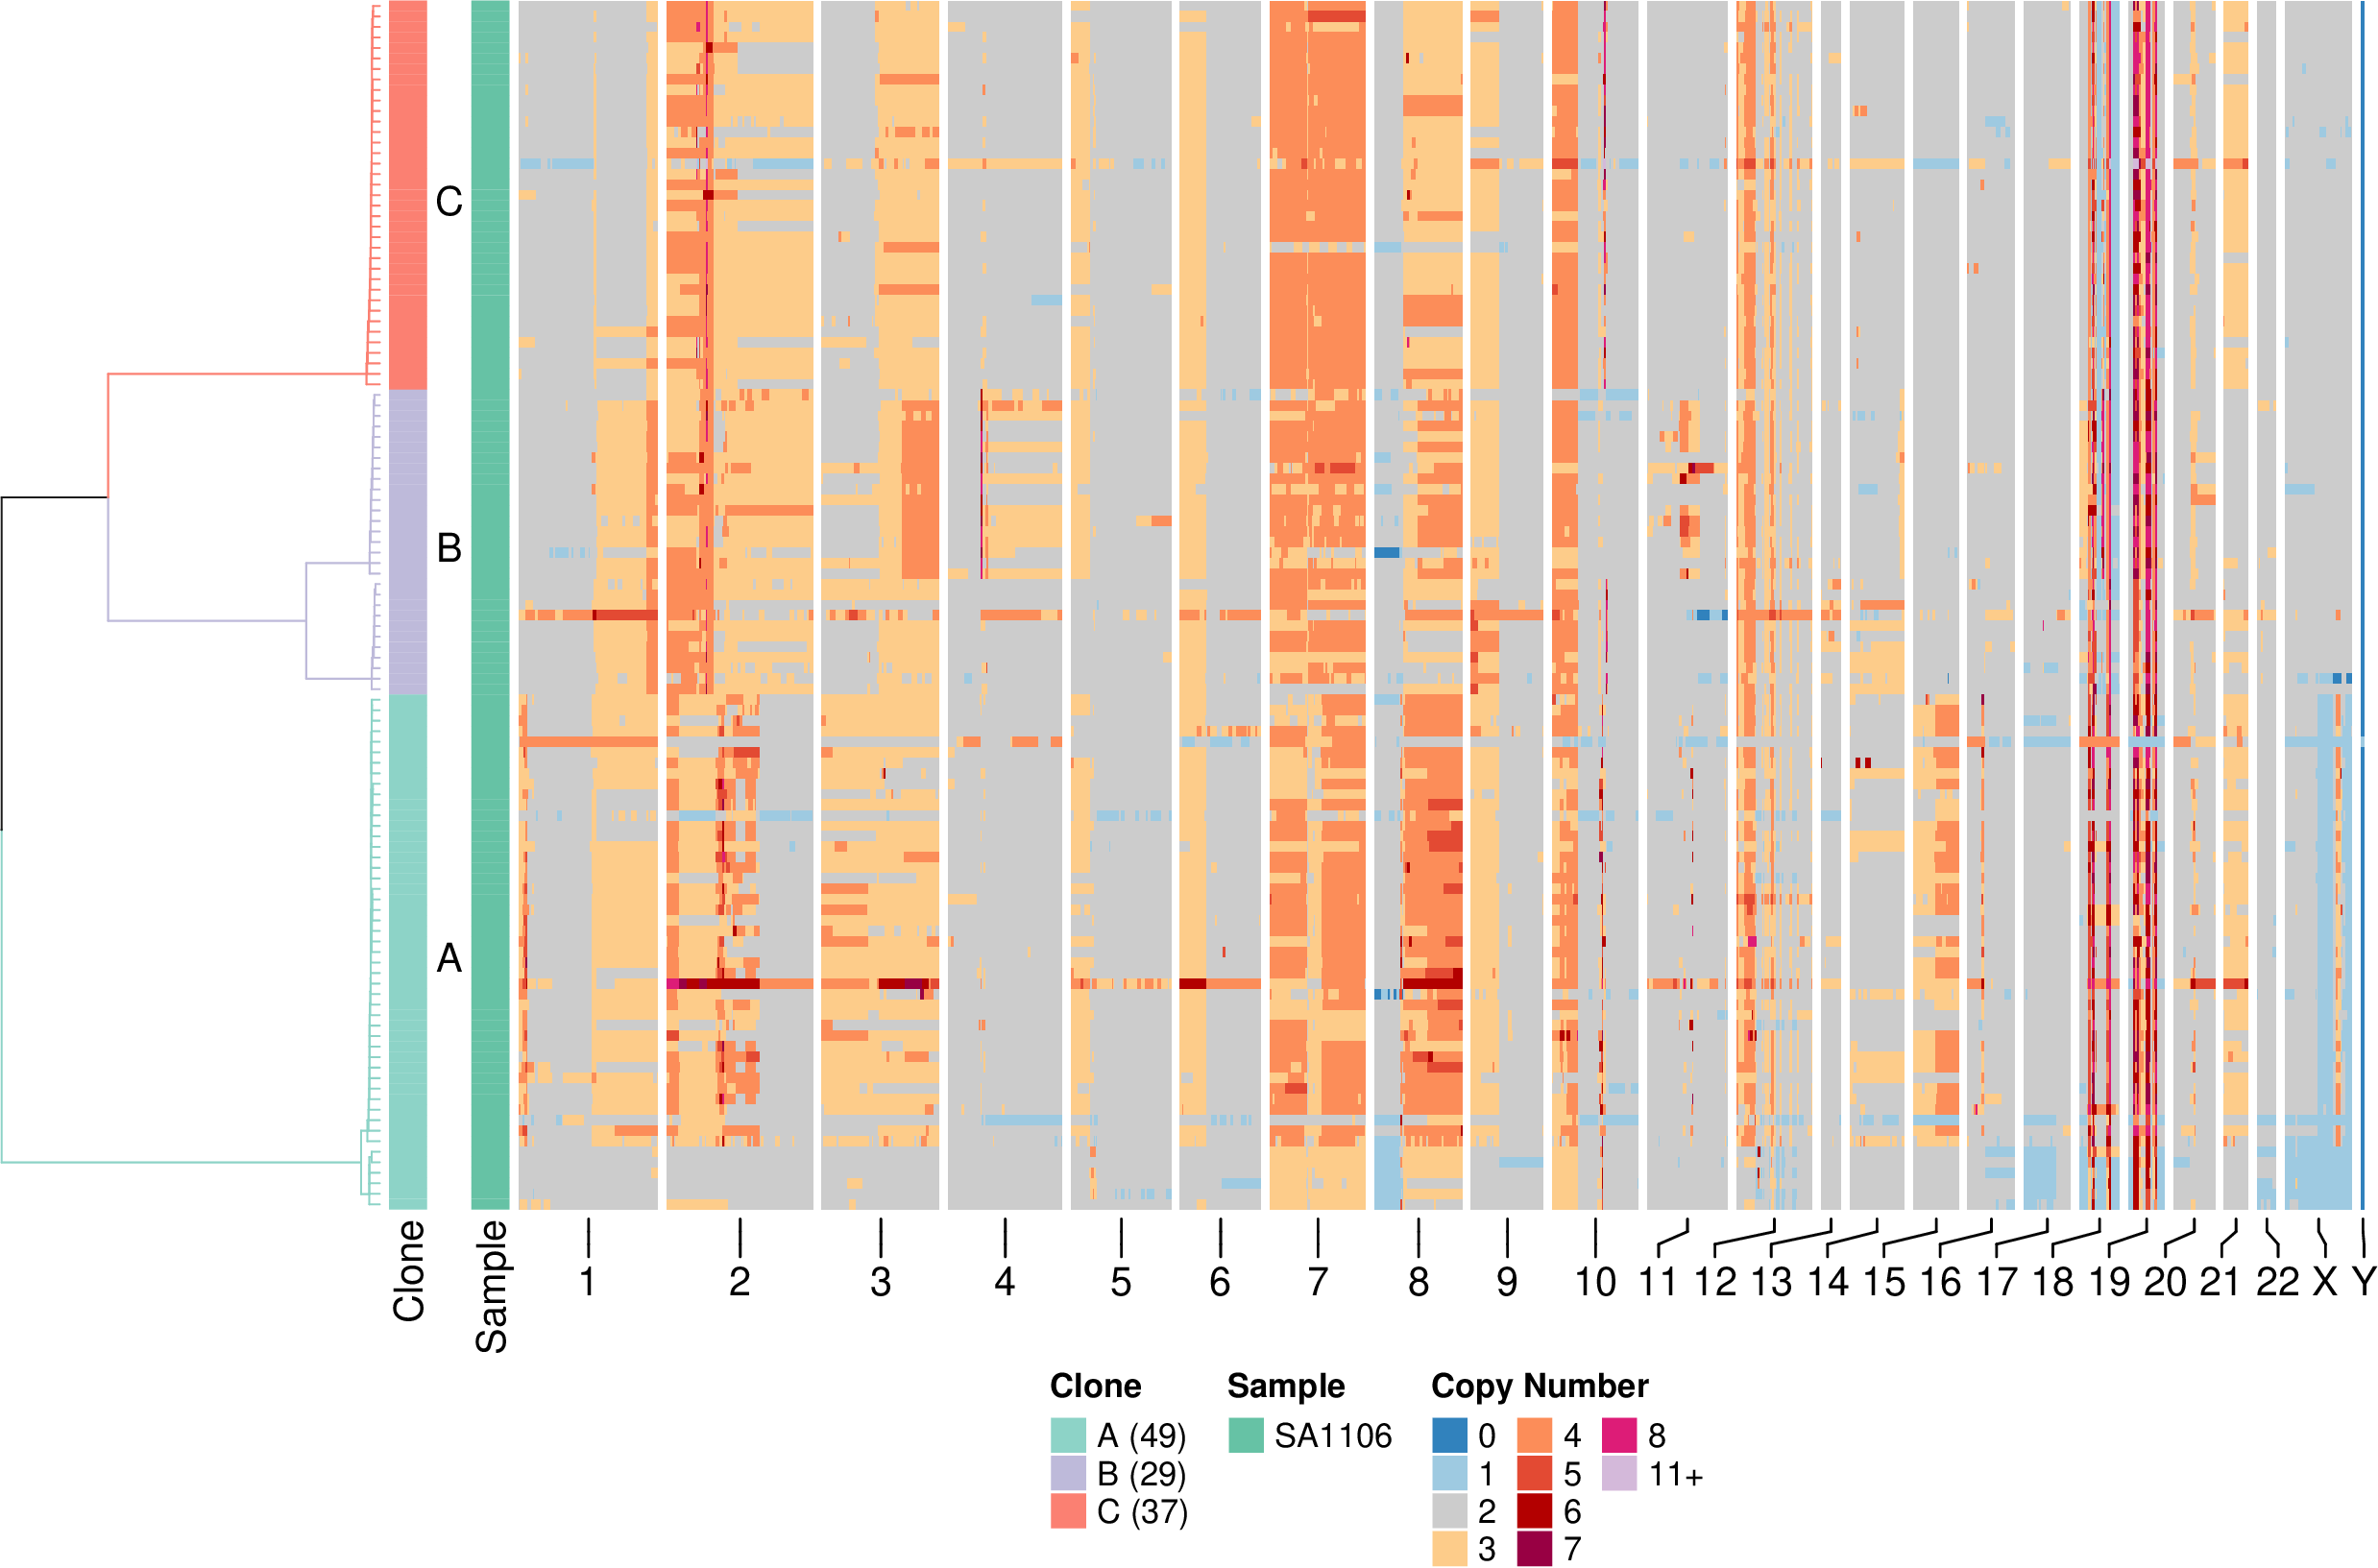 C
B
A
Clone
Sample
1 2 3 4 5 6 7 8 9 10 11 12 13 14 15 16 17 18 19 20 21 22 X Y
Clone Sample Copy Number
A (49) SA1106 0 4 8
B (29) 1 5 11+
C (37) 2 6
3 7